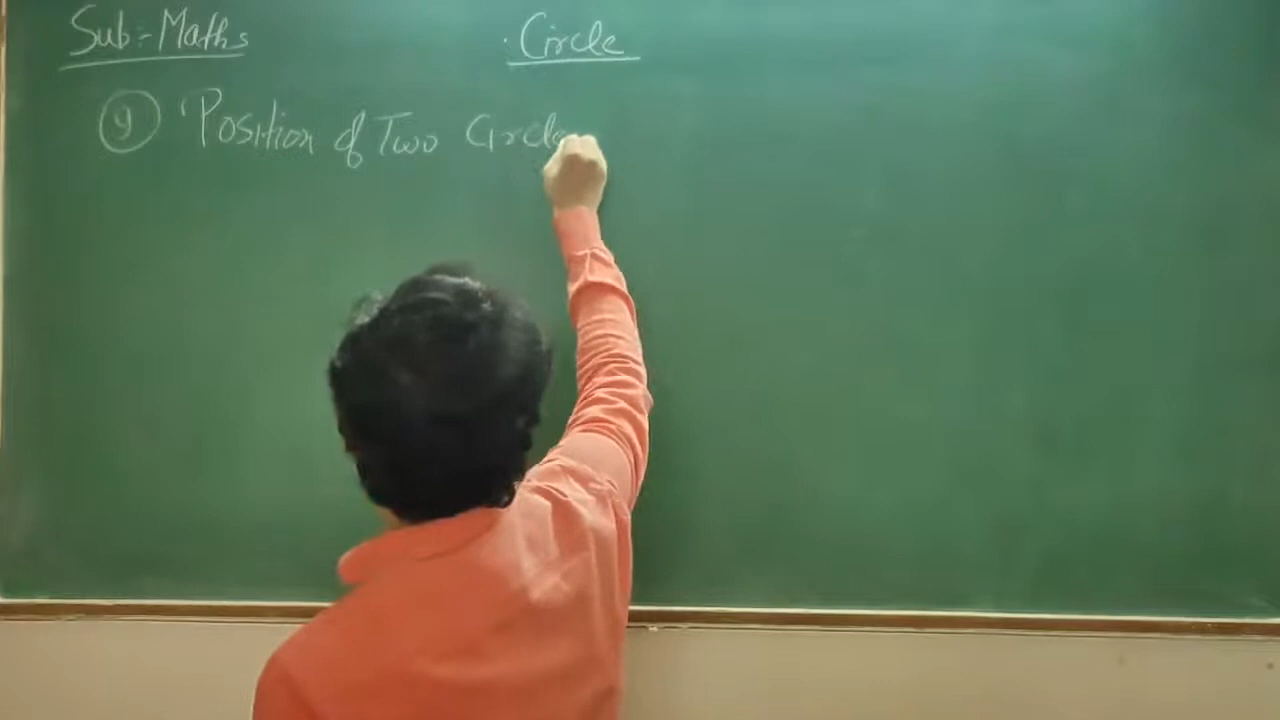 Sub:- Maths
Circle
9 'Position of Two Circle